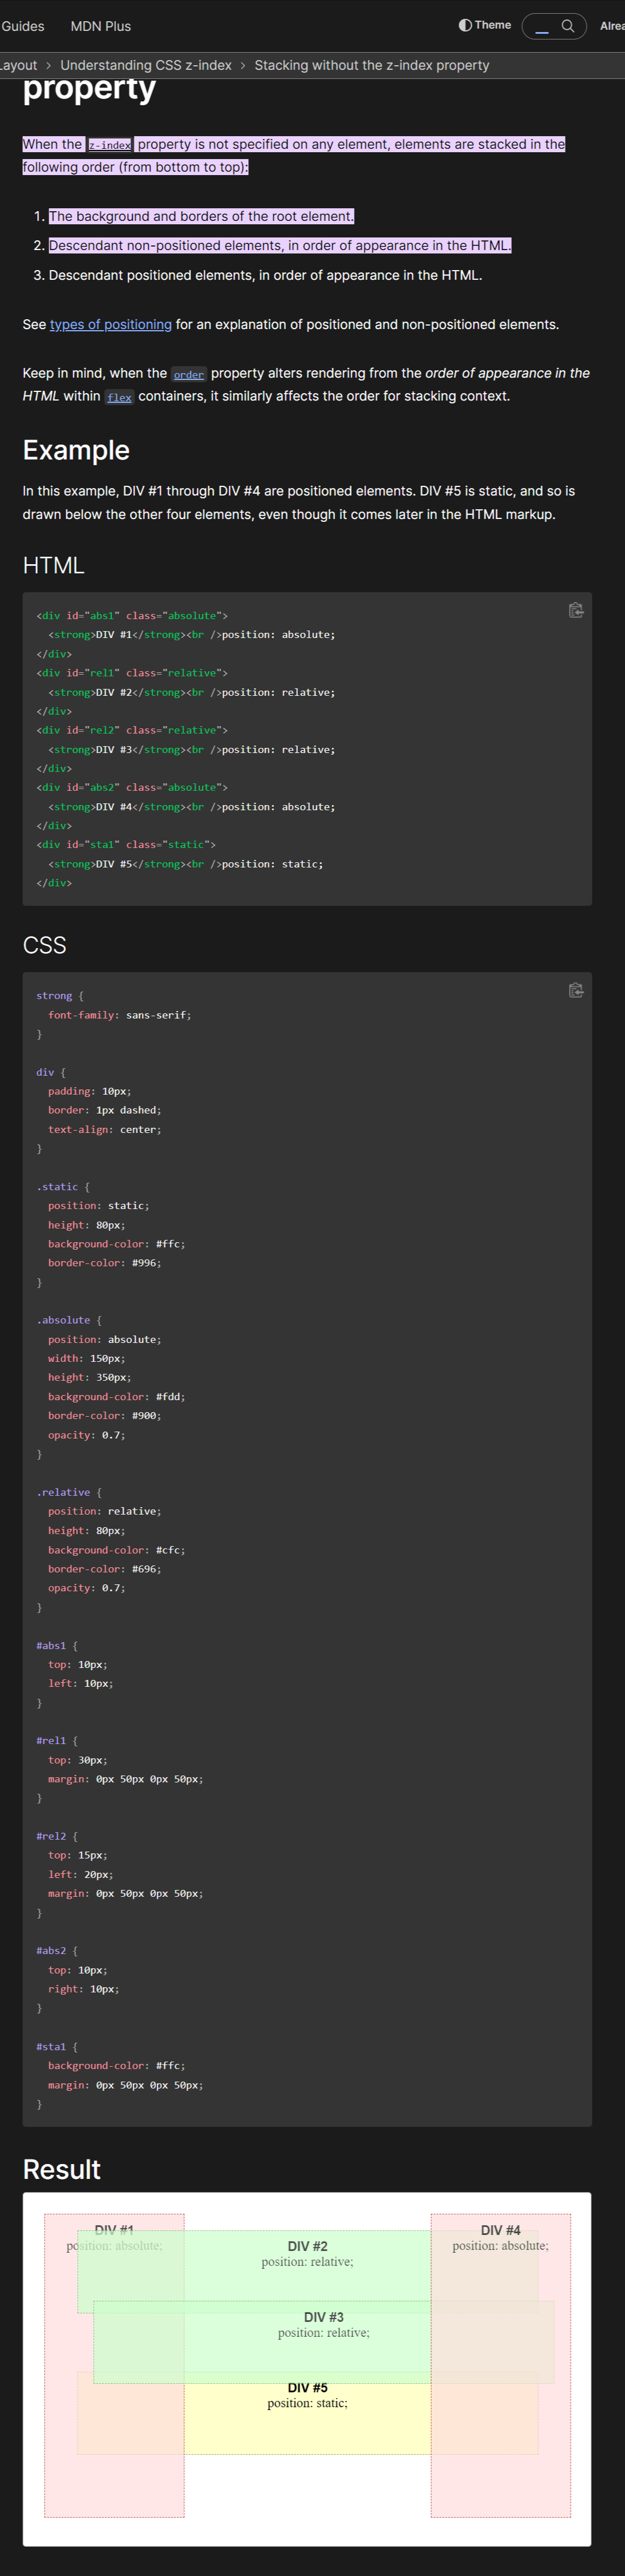 Guides MDN Plus Theme
Layout > Understanding CSS z-index > Stacking without the z-index property
property
When the z-index property is not specified on any element, elements are stacked in the
following order (from bottom to top):
1. The background and borders of the root element.
2. Descendant non-positioned elements, in order of appearance in the HTML.
3. Descendant positioned elements, in order of appearance in the HTML.
See types of positioning for an explanation of positioned and non-positioned elements.
Keep in mind, when the order property alters rendering from the order of appearance in the
HTML within flex containers, it similarly affects the order for stacking context.
Example
In this example, DIV #1 through DIV #4 are positioned elements. DIV #5 is static, and so is
drawn below the other four elements, even though it comes later in the HTML markup.
HTML
<div id="abs1" class="absolute">
  <strong>DIV #1</strong><br />position: absolute;
</div>
<div id="rel1" class="relative">
  <strong>DIV #2</strong><br />position: relative;
</div>
<div id="rel2" class="relative">
  <strong>DIV #3</strong><br />position: relative;
</div>
<div id="abs2" class="absolute">
  <strong>DIV #4</strong><br />position: absolute;
</div>
<div id="sta1" class="static">
  <strong>DIV #5</strong><br />position: static;
</div>
CSS
strong {
  font-family: sans-serif;
}
div {
  padding: 10px;
  border: 1px dashed;
  text-align: center;
}
.static {
  position: static;
  height: 80px;
  background-color: #ffc;
  border-color: #996;
}
.absolute {
  position: absolute;
  width: 150px;
  height: 350px;
  background-color: #fdd;
  border-color: #900;
  opacity: 0.7;
}
.relative {
  position: relative;
  height: 80px;
  background-color: #cfc;
  border-color: #696;
  opacity: 0.7;
}
#abs1 {
  top: 10px;
  left: 10px;
}
#rel1 {
  top: 30px;
  margin: 0px 50px 0px 50px;
}
#rel2 {
  top: 15px;
  left: 20px;
  margin: 0px 50px 0px 50px;
}
#abs2 {
  top: 10px;
  right: 10px;
}
#sta1 {
  background-color: #ffc;
  margin: 0px 50px 0px 50px;
}
Result
DIV #1
position: absolute;
DIV #2
position: relative;
DIV #4
position: absolute;
DIV #3
position: relative;
DIV #5
position: static;